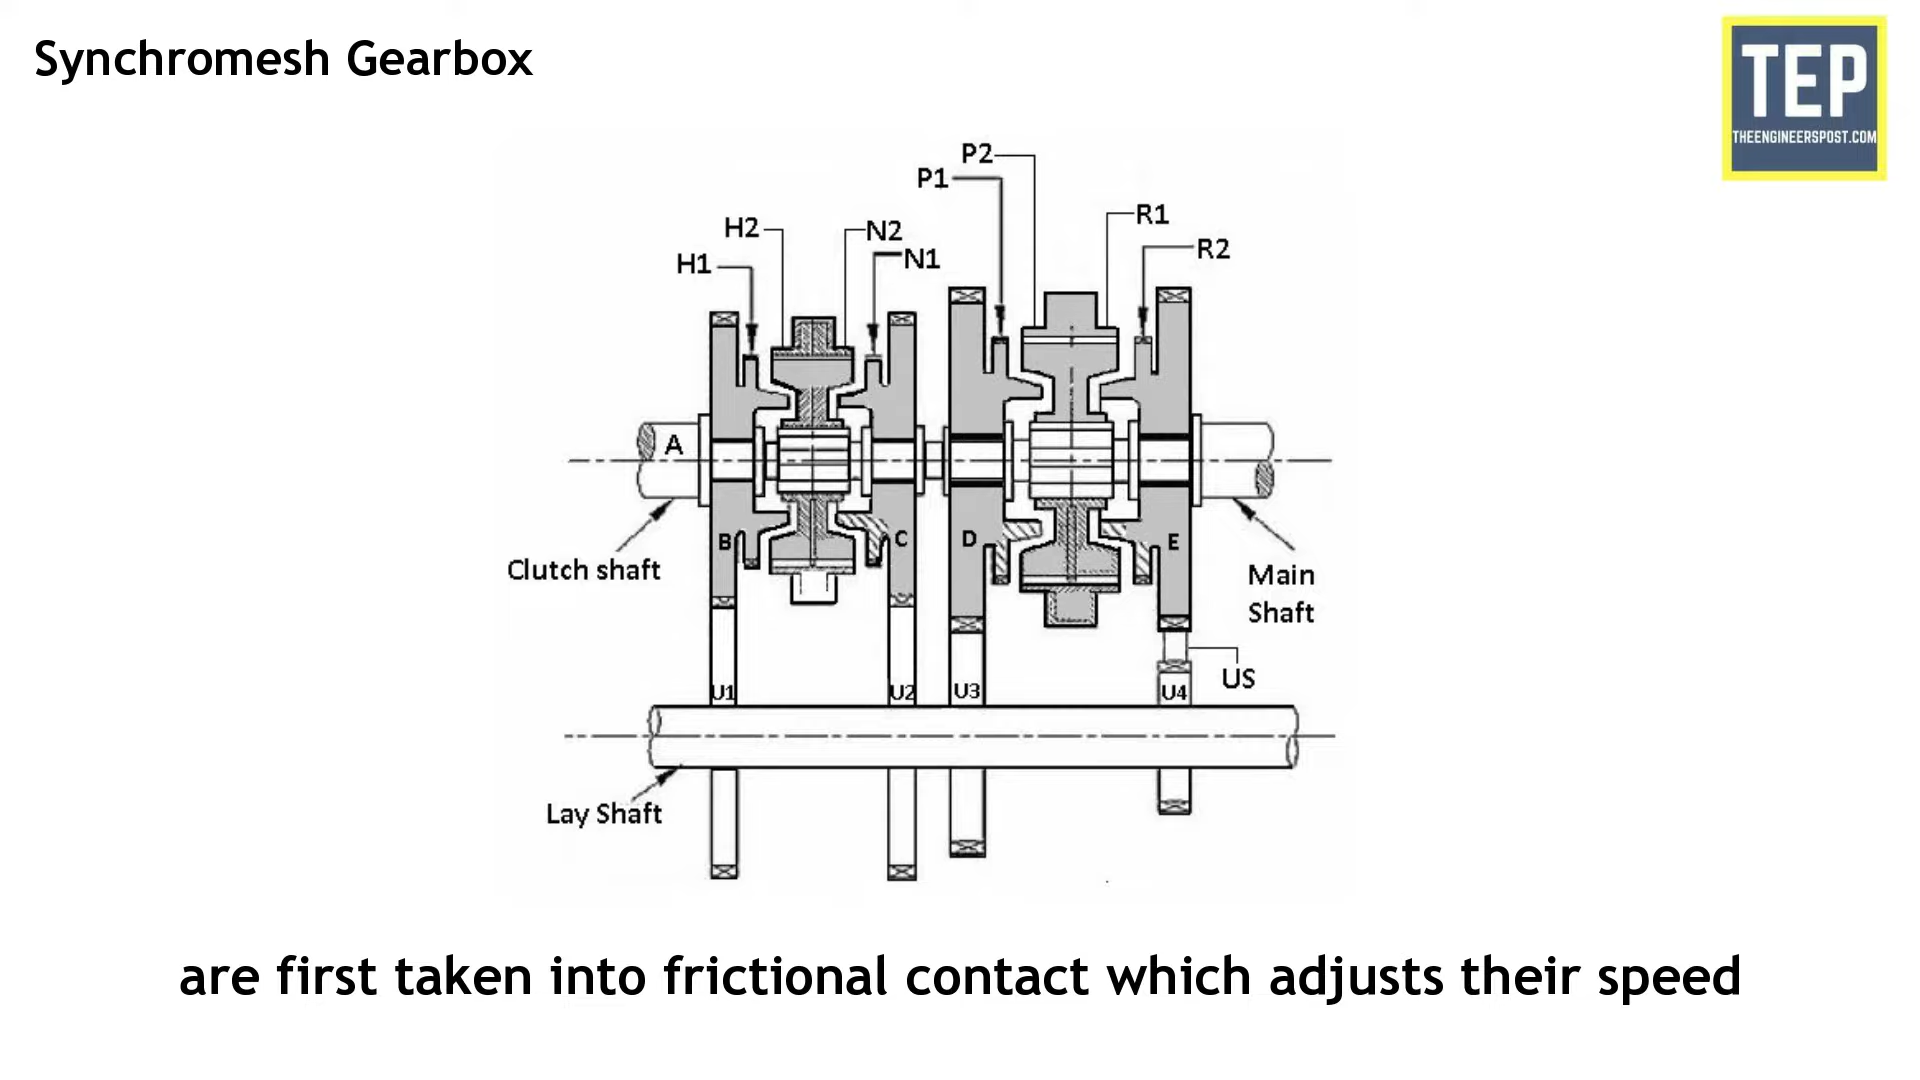 Synchromesh Gearbox
TEP
THEENGINEERSPOST.COM
P2
P1
R1
H2
N2
R2
H1
N1
A
B
C
D
E
Clutch shaft
Main
Shaft
US
U1
U2
U3
U4
Lay Shaft
are first taken into frictional contact which adjusts their speed